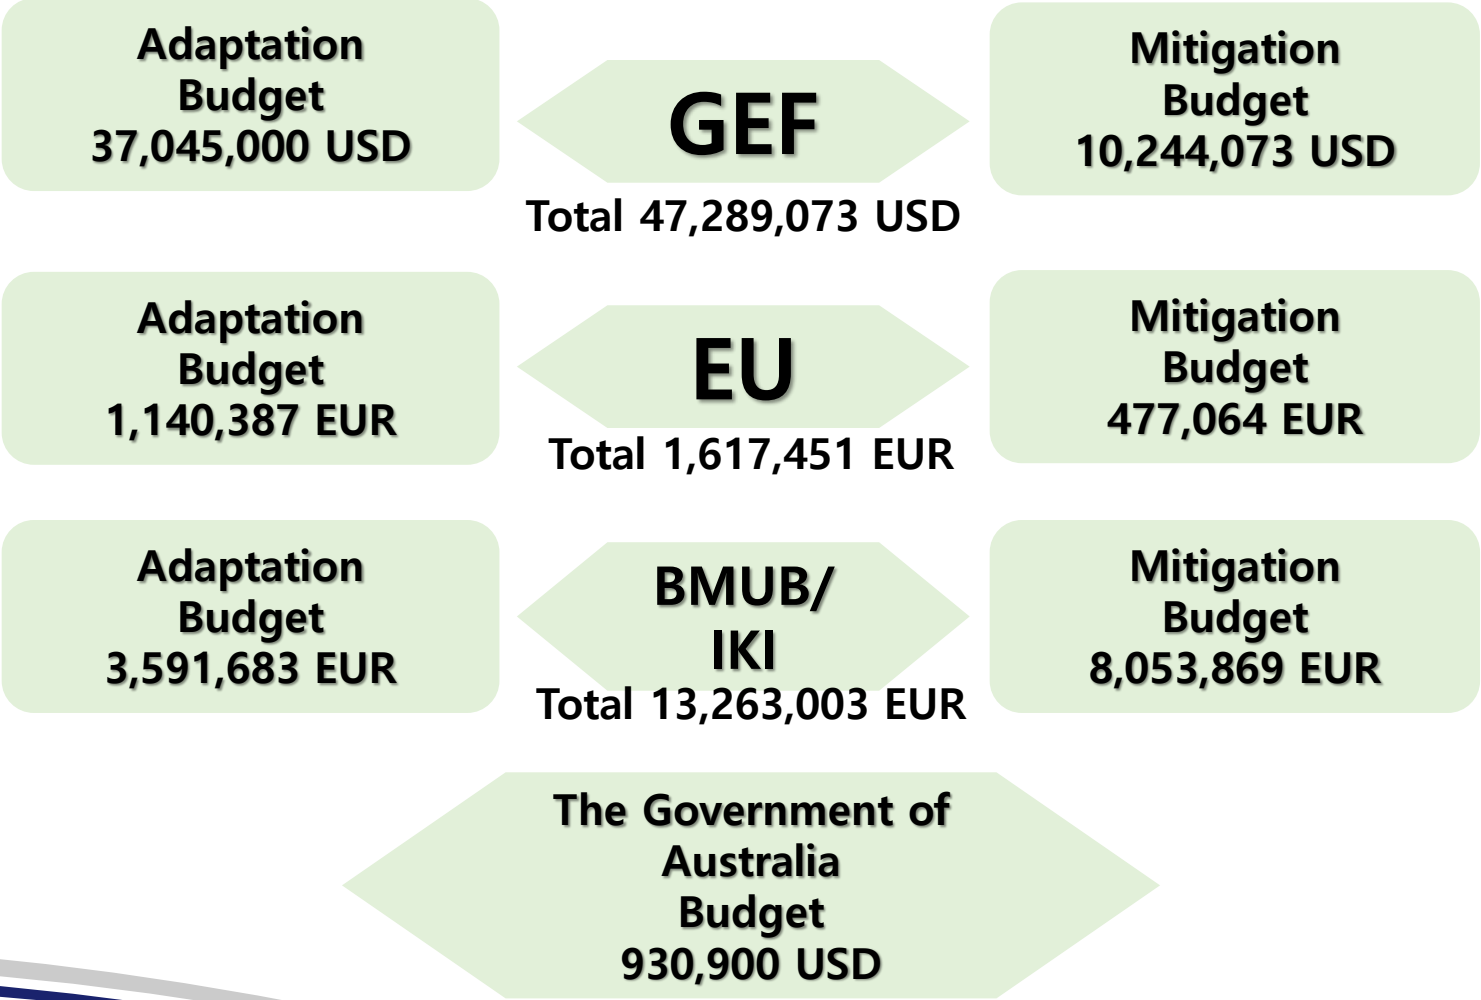 Adaptation
Budget
37,045,000 USD
GEF
Total 47,289,073 USD
Mitigation
Budget
10,244,073 USD
Adaptation
Budget
1,140,387 EUR
EU
Total 1,617,451 EUR
Mitigation
Budget
477,064 EUR
Adaptation
Budget
3,591,683 EUR
BMUB/
IKI
Total 13,263,003 EUR
Mitigation
Budget
8,053,869 EUR
The Government of
Australia
Budget
930,900 USD